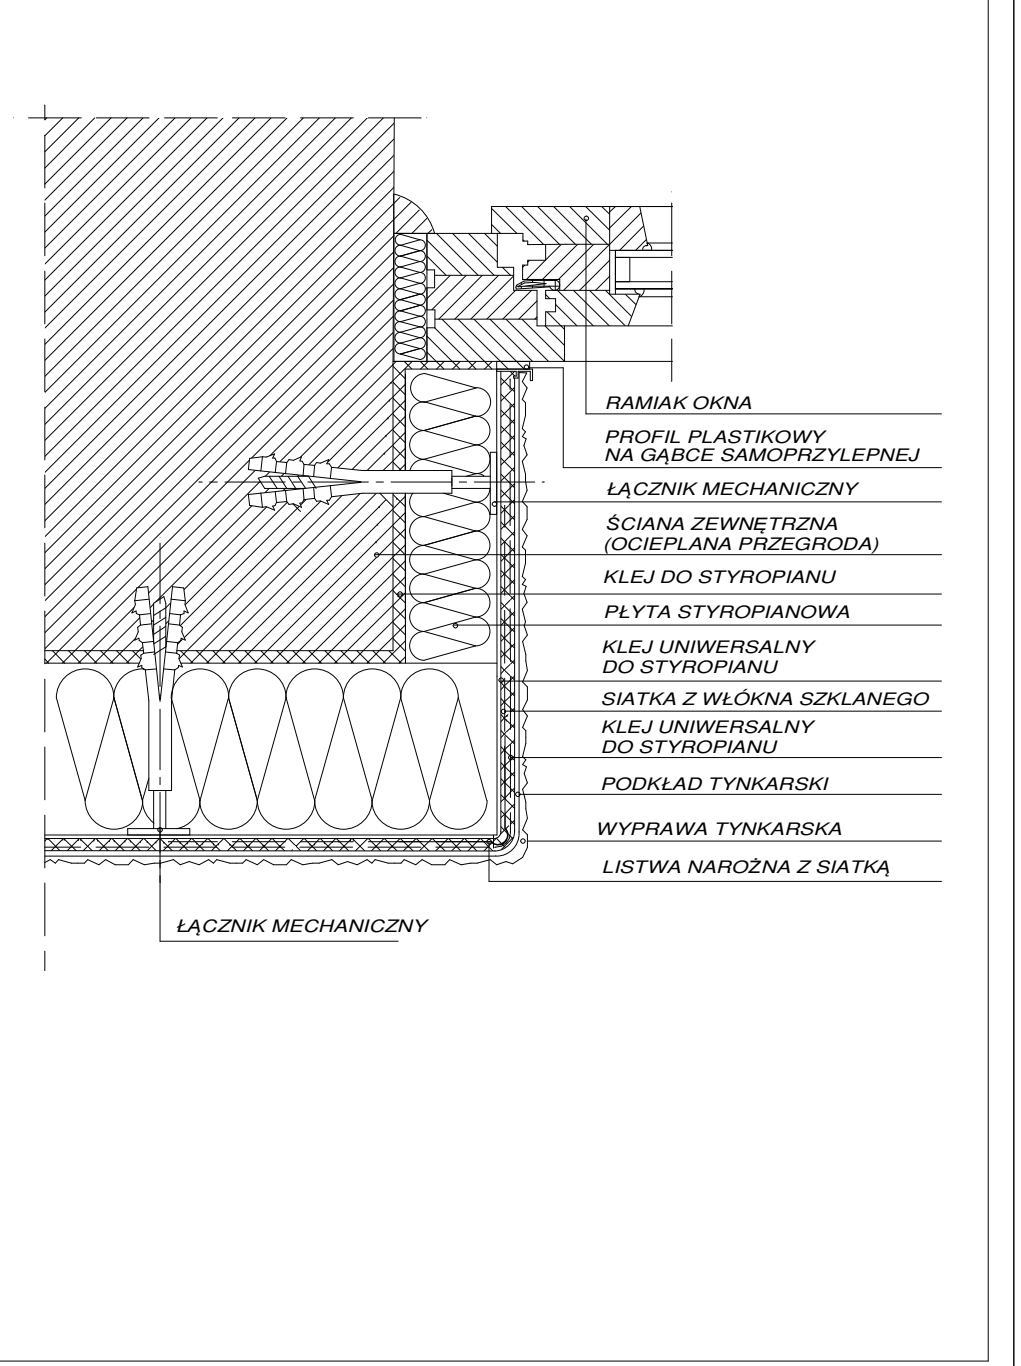 RAMIAK OKNA
PROFIL PLASTIKOWY
NA GĄBCE SAMOPRZYLEPNEJ
ŁĄCZNIK MECHANICZNY
ŚCIANA ZEWNĘTRZNA
(OCIEPLANA PRZEGRODA)
KLEJ DO STYROPIANU
PŁYTA STYROPIANOWA
KLEJ UNIWERSALNY
DO STYROPIANU
SIATKA Z WŁÓKNA SZKLANEGO
KLEJ UNIWERSALNY
DO STYROPIANU
PODKŁAD TYNKARSKI
WYPRAWA TYNKARSKA
LISTWA NAROŻNA Z SIATKĄ
ŁĄCZNIK MECHANICZNY